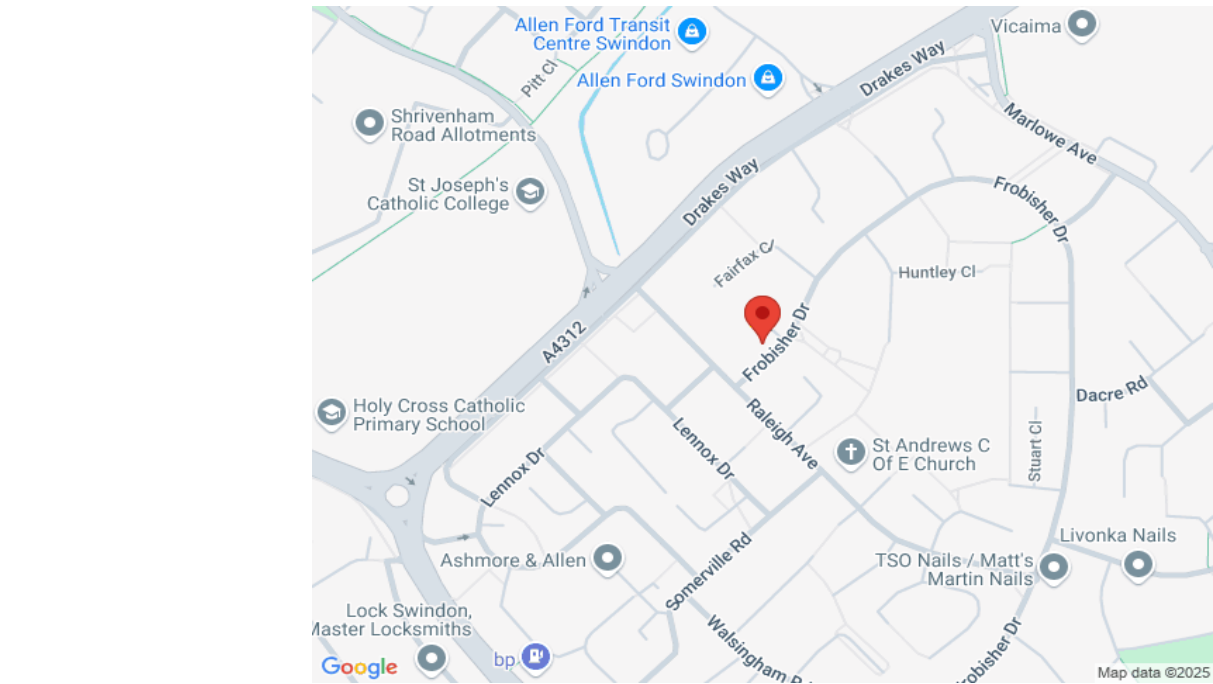 Allen Ford Transit
Centre Swindon
Vicaima
Pitt Cl
Allen Ford Swindon
Drakes Way
Shrivenham
Road Allotments
Marlowe Ave
St Joseph's
Catholic College
Drakes Way
Frobisher Dr
Fairfax Cl
Huntley Cl
A4312
Frobisher Dr
Holy Cross Catholic
Primary School
Dacre Rd
Raleigh Ave
Lennox Dr
St Andrews C
Of E Church
Stuart Cl
Lennox Dr
Livonka Nails
Ashmore & Allen
TSO Nails / Matt's
Martin Nails
Somerville Rd
Lock Swindon,
Master Locksmiths
Walsingham
robisher Dr
bp
Google
Map data ©2025